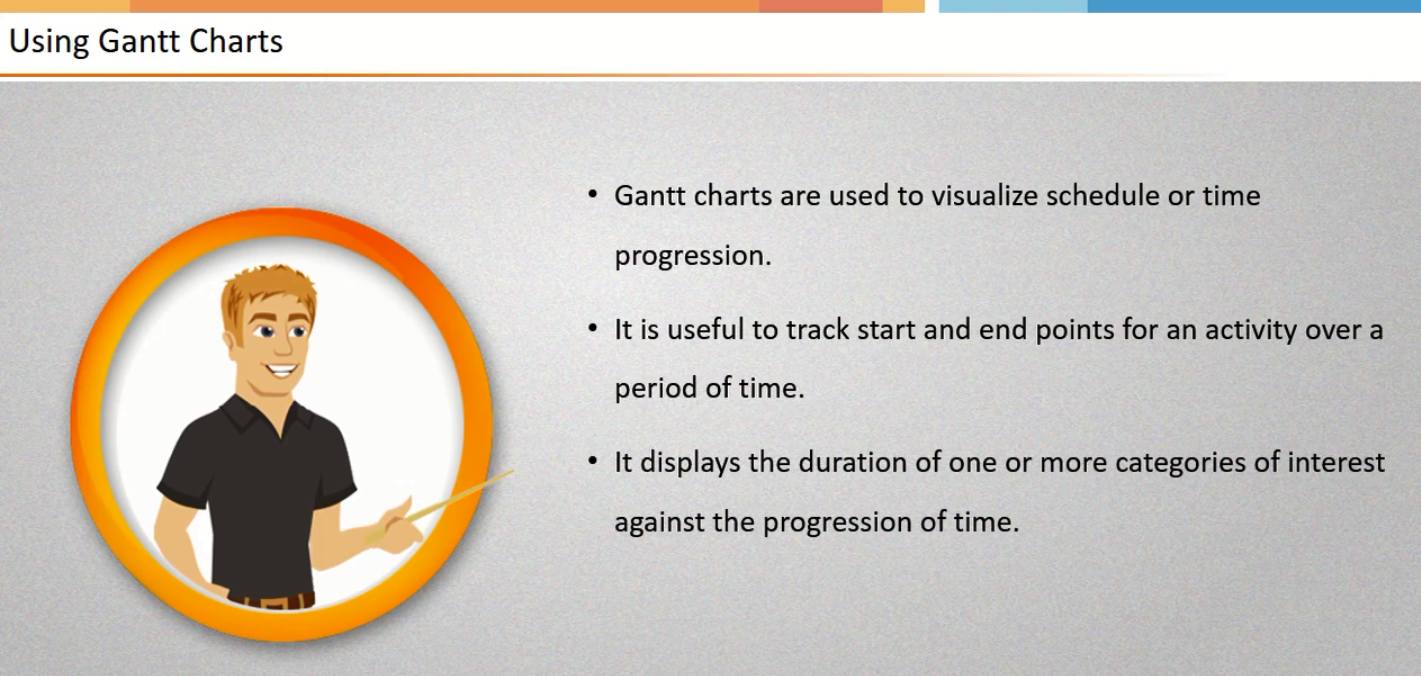 Using Gantt Charts
• Gantt charts are used to visualize schedule or time
progression.
• It is useful to track start and end points for an activity over a
period of time.
• It displays the duration of one or more categories of interest
against the progression of time.